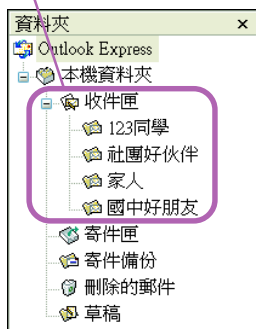 資料夾 ×
Outlook Express
本機資料夾
收件匣
123同學
社團好伙伴
家人
國中好朋友
寄件匣
寄件備份
刪除的郵件
草稿